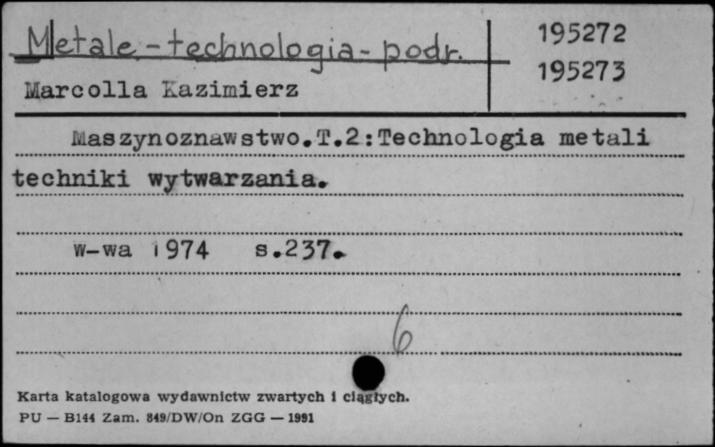 Metale - technologia - podr.
195272
195273
Marcolla Kazimierz
Maszynoznawstwo.T.2:Technologia metali
techniki wytwarzania.
W-wa 1974 s.237.
6
Karta katalogowa wydawnictw zwartych i ciągłych.
PU — B144 Zam. 849/DW/On ZGG — 1991